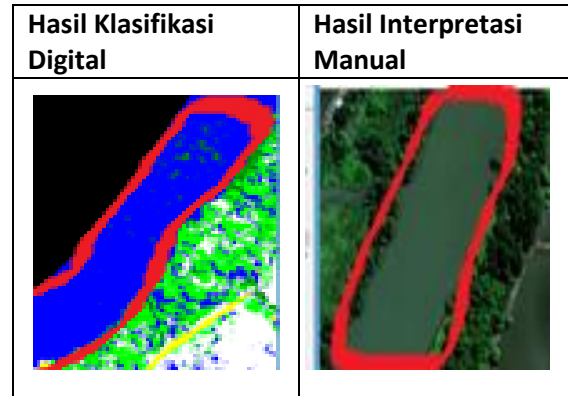 Hasil Klasifikasi
Digital
Hasil Interpretasi
Manual